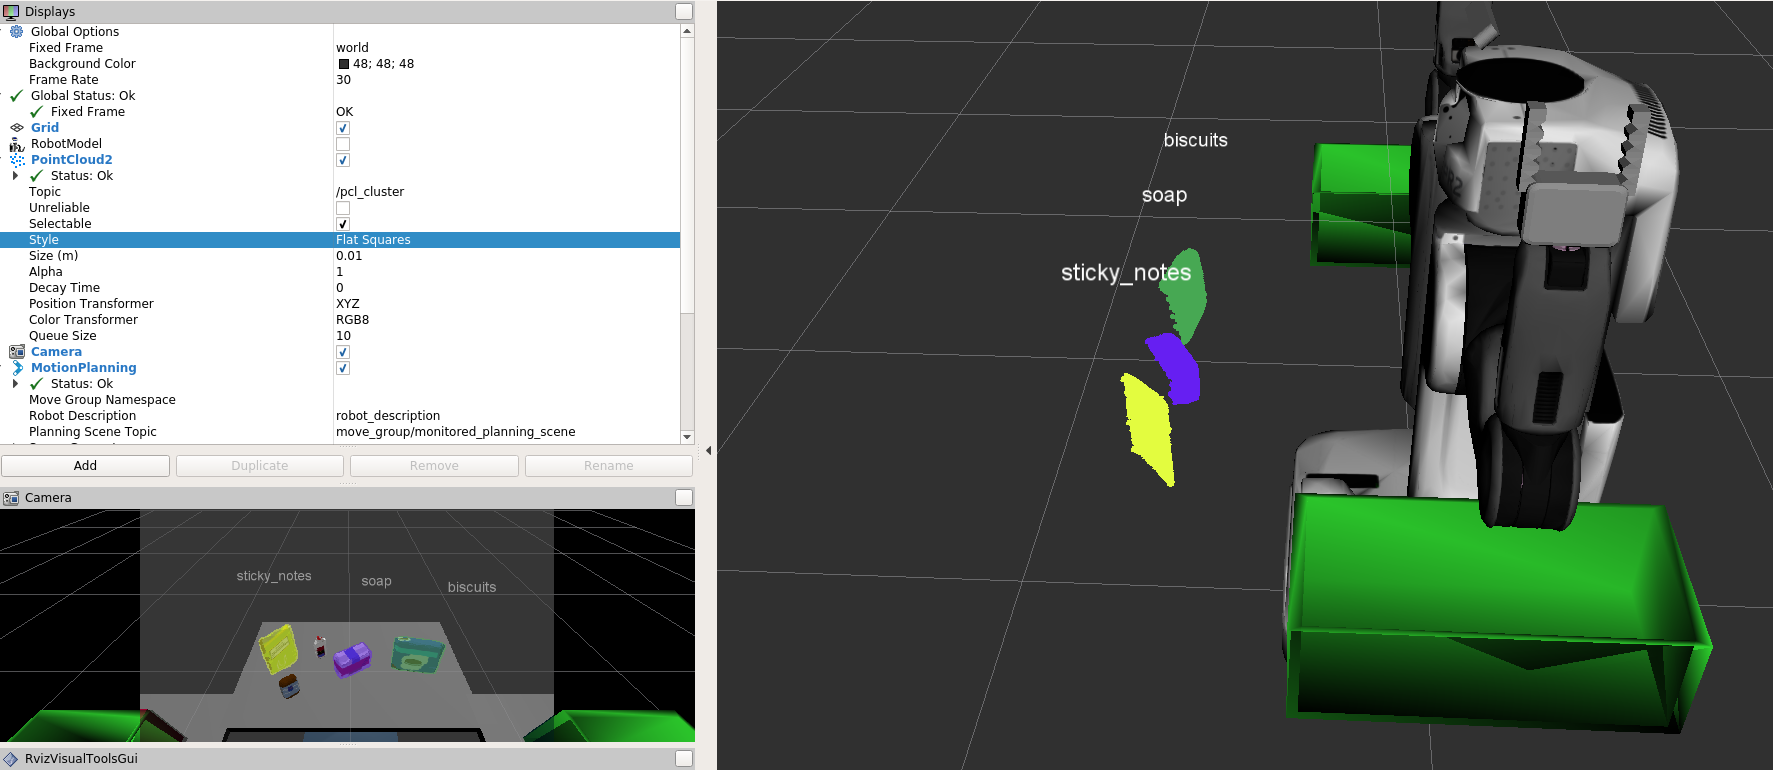 Displays
Global Options
Fixed Frame world
Background Color 48; 48; 48
Frame Rate 30
Global Status: Ok
Fixed Frame OK
Grid
RobotModel
PointCloud2
Status: Ok
Topic /pcl_cluster
Unreliable
Selectable
Style Flat Squares
Size (m) 0.01
Alpha 1
Decay Time 0
Position Transformer XYZ
Color Transformer RGB8
Queue Size 10
Camera
MotionPlanning
Status: Ok
Move Group Namespace
Robot Description robot_description
Planning Scene Topic move_group/monitored_planning_scene
Add Duplicate Remove Rename
Camera
sticky_notes soap biscuits
RvizVisualToolsGui
biscuits
soap
sticky_notes